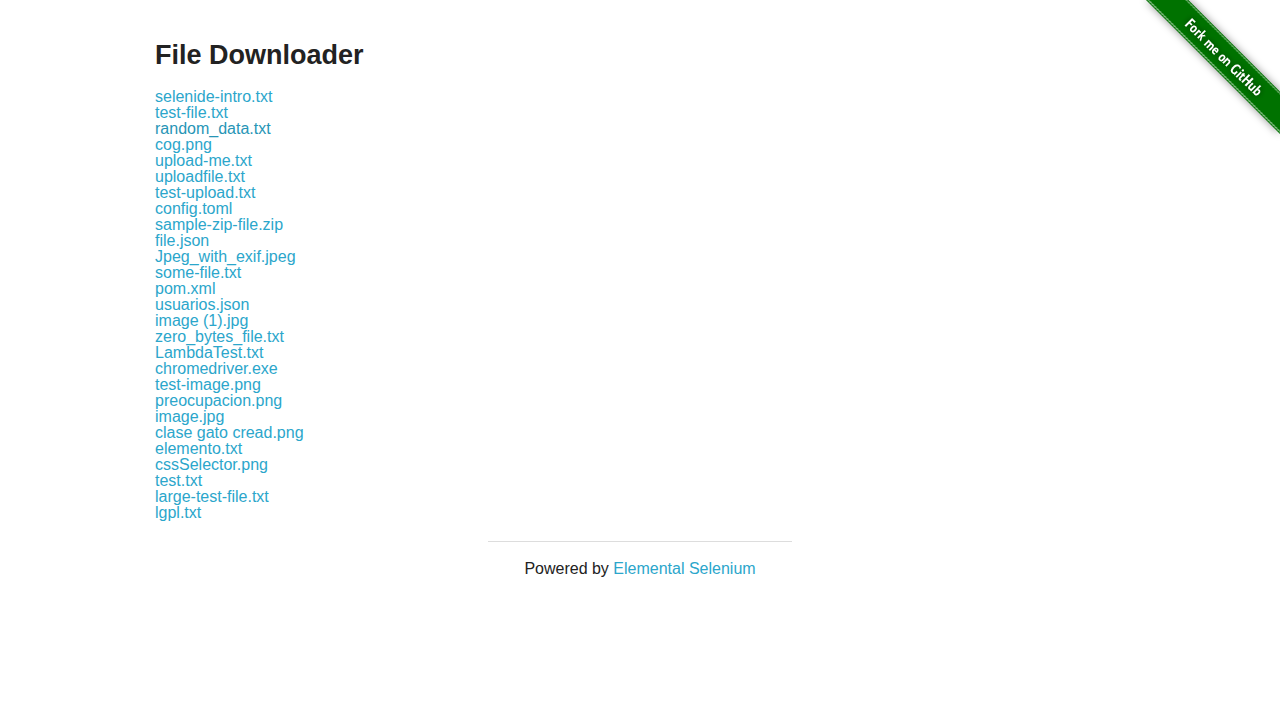 Fork me on GitHub
File Downloader
selenide-intro.txt
test-file.txt
random_data.txt
cog.png
upload-me.txt
uploadfile.txt
test-upload.txt
config.toml
sample-zip-file.zip
file.json
Jpeg_with_exif.jpeg
some-file.txt
pom.xml
usuarios.json
image (1).jpg
zero_bytes_file.txt
LambdaTest.txt
chromedriver.exe
test-image.png
preocupacion.png
image.jpg
clase gato cread.png
elemento.txt
cssSelector.png
test.txt
large-test-file.txt
lgpl.txt
Powered by Elemental Selenium